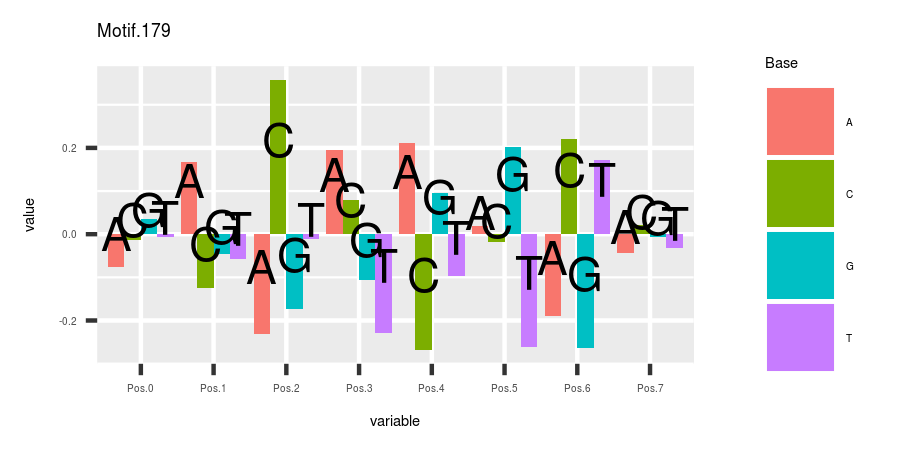 Motif.179
Base
A
C
G
T
value
0.2
0.0
-0.2
A C G T A C G T A C G T A C G T A C G T A C G T A C G T A C G T
Pos.0 Pos.1 Pos.2 Pos.3 Pos.4 Pos.5 Pos.6 Pos.7
variable